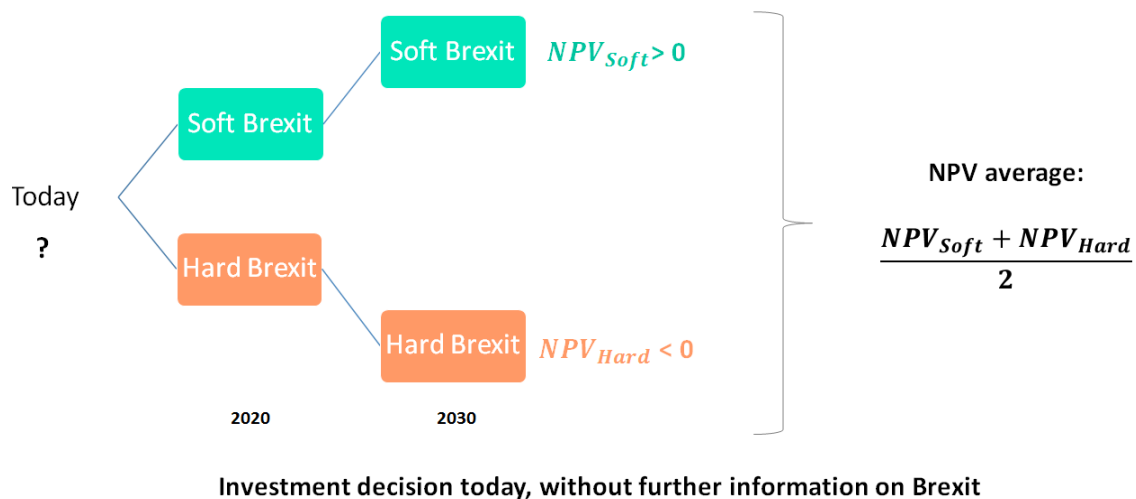 Soft Brexit
NPV_Soft > 0
Soft Brexit
Today
?
NPV average:
NPV_Soft + NPV_Hard
2
Hard Brexit
Hard Brexit
NPV_Hard < 0
2020
2030
Investment decision today, without further information on Brexit